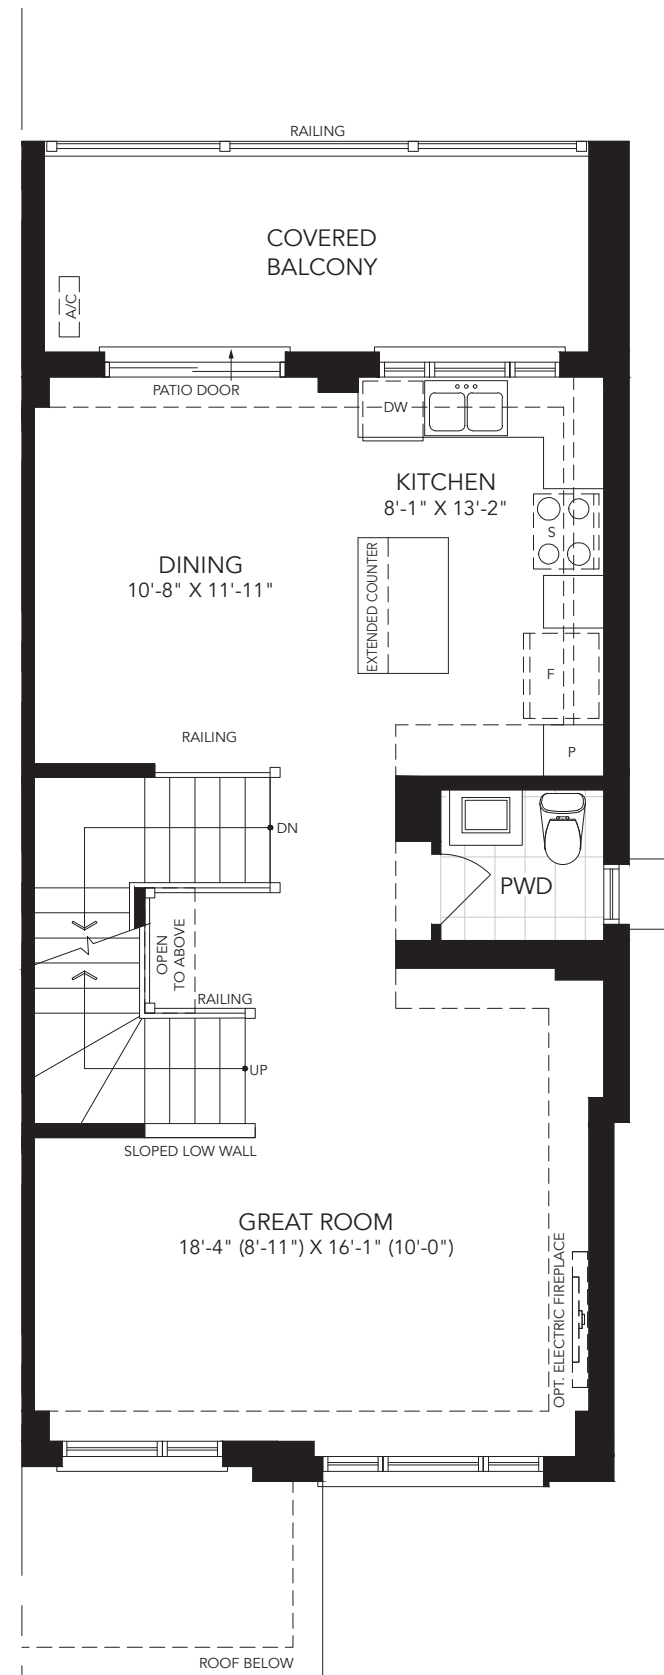 RAILING
COVERED
BALCONY
A/C
PATIO DOOR
DW
KITCHEN
8'-1" X 13'-2"
S
DINING
10'-8" X 11'-11"
EXTENDED COUNTER
F
RAILING
P
DN
PWD
OPEN
TO ABOVE
RAILING
UP
SLOPED LOW WALL
GREAT ROOM
18'-4" (8'-11") X 16'-1" (10'-0")
OPT. ELECTRIC FIREPLACE
ROOF BELOW